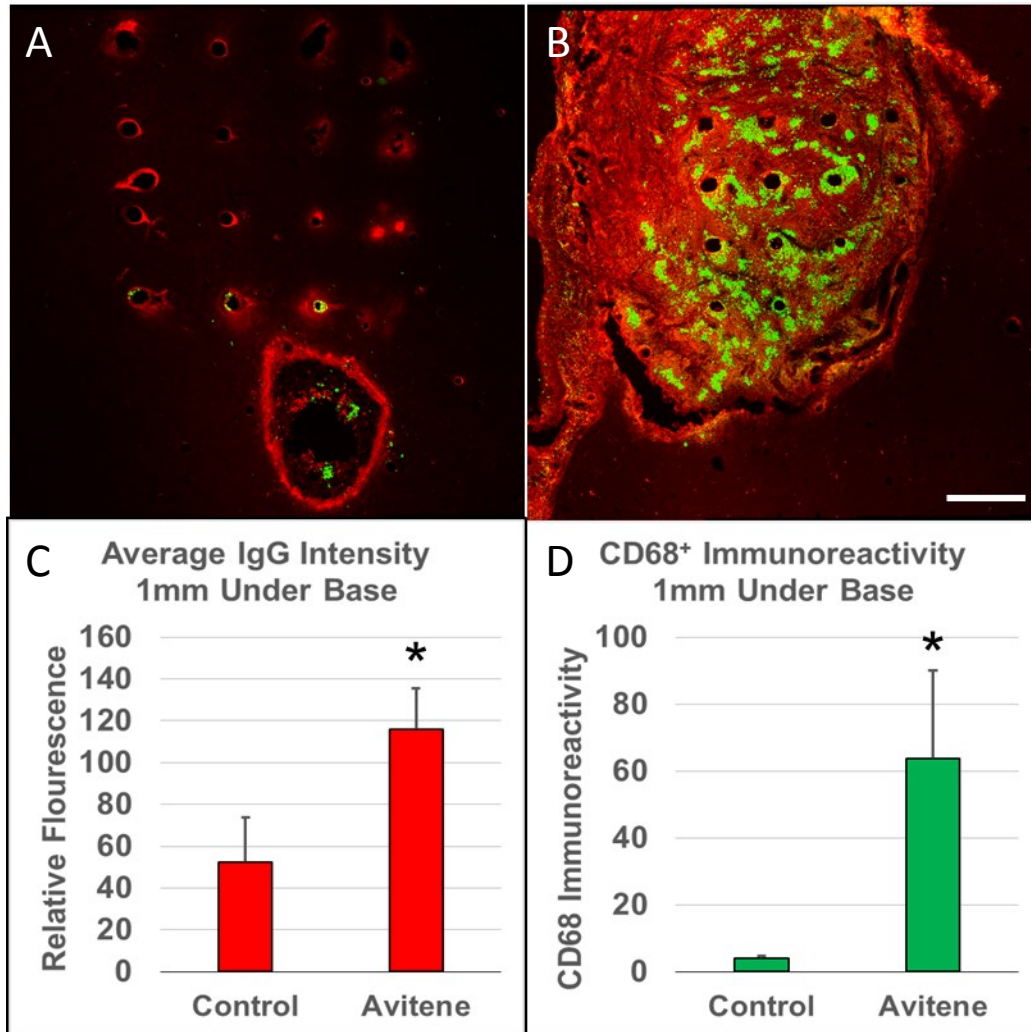 A
B
C
Average IgG Intensity
1mm Under Base
Relative Flourescence
160
140
120
100
80
60
40
20
0
*
Control
Avitene
D
CD68⁺ Immunoreactivity
1mm Under Base
CD68 Immunoreactivity
100
80
60
40
20
0
*
Control
Avitene